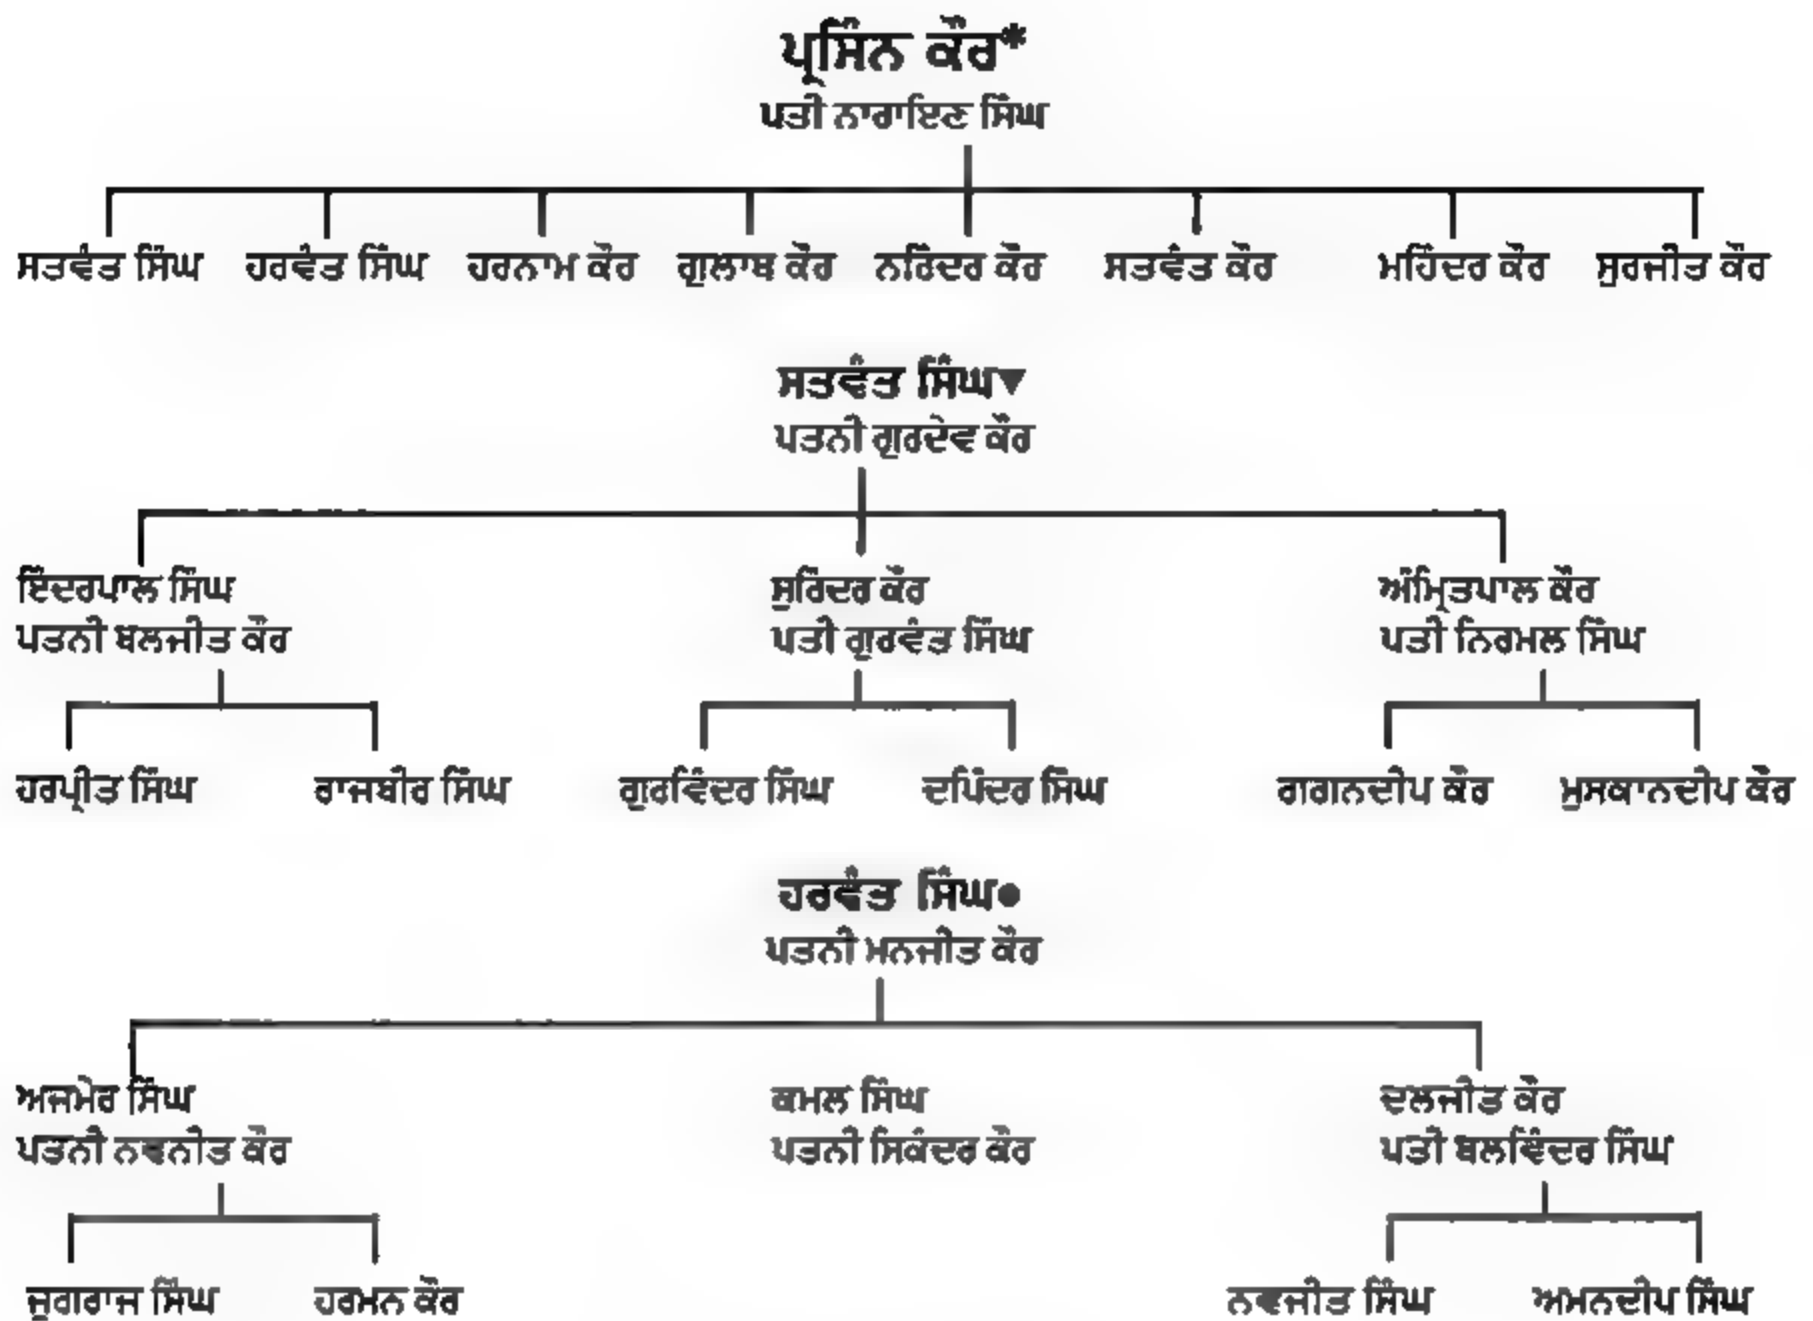 ਪ੍ਰਸਿੰਨ ਕੌਰ*
ਪਤੀ ਨਾਰਾਇਣ ਸਿੰਘ
ਸਤਵੰਤ ਸਿੰਘ ਹਰਵੰਤ ਸਿੰਘ ਹਰਨਾਮ ਕੌਰ ਗੁਲਾਬ ਕੌਰ ਨਰਿੰਦਰ ਕੌਰ ਸਤਵੰਤ ਕੌਰ ਮਹਿੰਦਰ ਕੌਰ ਸੁਰਜੀਤ ਕੌਰ
ਸਤਵੰਤ ਸਿੰਘ▼
ਪਤਨੀ ਗੁਰਦੇਵ ਕੌਰ
ਇੰਦਰਪਾਲ ਸਿੰਘ ਸੁਰਿੰਦਰ ਕੌਰ ਅੰਮ੍ਰਿਤਪਾਲ ਕੌਰ
ਪਤਨੀ ਬਲਜੀਤ ਕੌਰ ਪਤੀ ਗੁਰਵੰਤ ਸਿੰਘ ਪਤੀ ਨਿਰਮਲ ਸਿੰਘ
ਹਰਪ੍ਰੀਤ ਸਿੰਘ ਰਾਜਬੀਰ ਸਿੰਘ ਗੁਰਵਿੰਦਰ ਸਿੰਘ ਦਪਿੰਦਰ ਸਿੰਘ ਗਗਨਦੀਪ ਕੌਰ ਮੁਸਕਾਨਦੀਪ ਕੌਰ
ਹਰਵੰਤ ਸਿੰਘ●
ਪਤਨੀ ਮਨਜੀਤ ਕੌਰ
ਅਜਮੇਰ ਸਿੰਘ ਕਮਲ ਸਿੰਘ ਦਲਜੀਤ ਕੌਰ
ਪਤਨੀ ਨਵਨੀਤ ਕੌਰ ਪਤਨੀ ਸਿਕੰਦਰ ਕੌਰ ਪਤੀ ਬਲਵਿੰਦਰ ਸਿੰਘ
ਜੁਗਰਾਜ ਸਿੰਘ ਹਰਮਨ ਕੌਰ ਨਵਜੀਤ ਸਿੰਘ ਅਮਨਦੀਪ ਸਿੰਘ